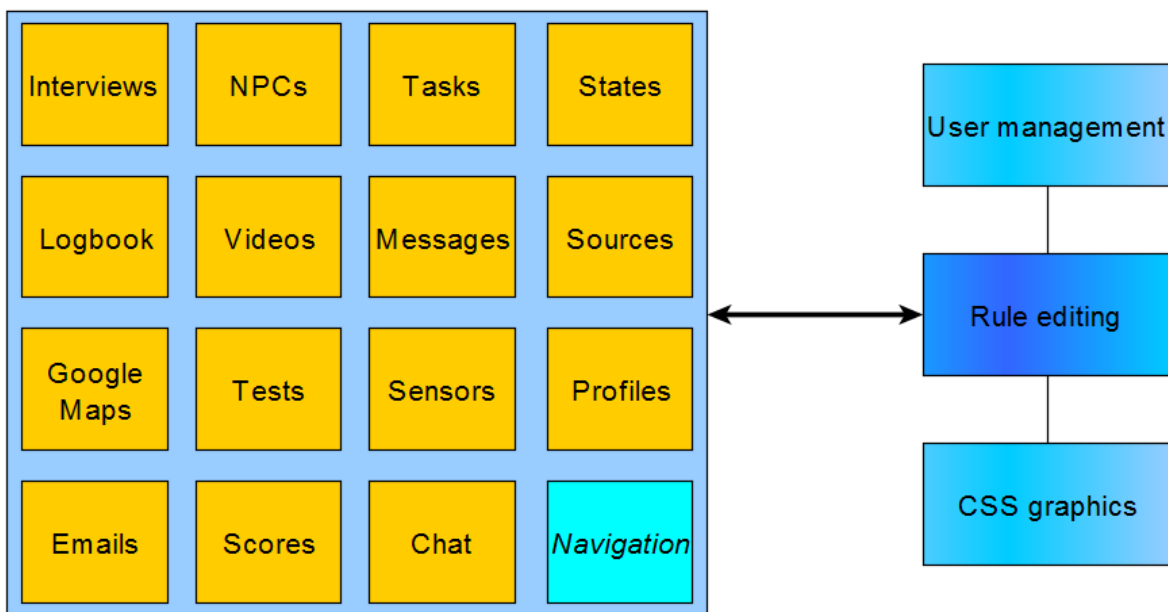 Interviews
NPCs
Tasks
States
Logbook
Videos
Messages
Sources
Google
Maps
Tests
Sensors
Profiles
Emails
Scores
Chat
Navigation
User management
Rule editing
CSS graphics